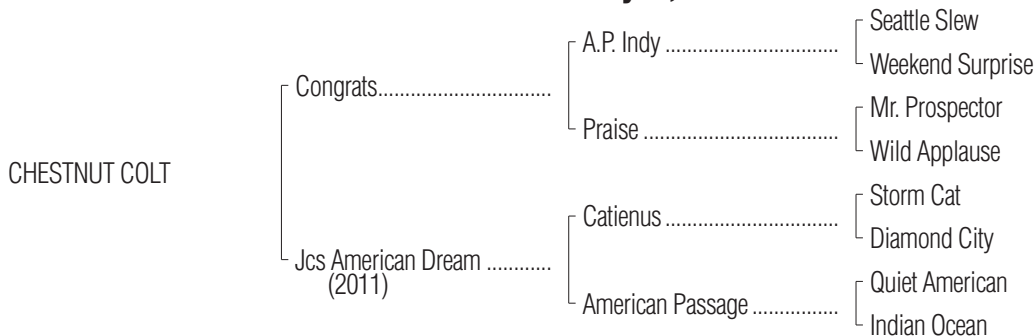 Seattle Slew
A.P. Indy ................................
Weekend Surprise
Congrats................................
Mr. Prospector
Praise ....................................
Wild Applause
CHESTNUT COLT
Storm Cat
Catienus ................................
Diamond City
Jcs American Dream ............
(2011)
Quiet American
American Passage ................
Indian Ocean